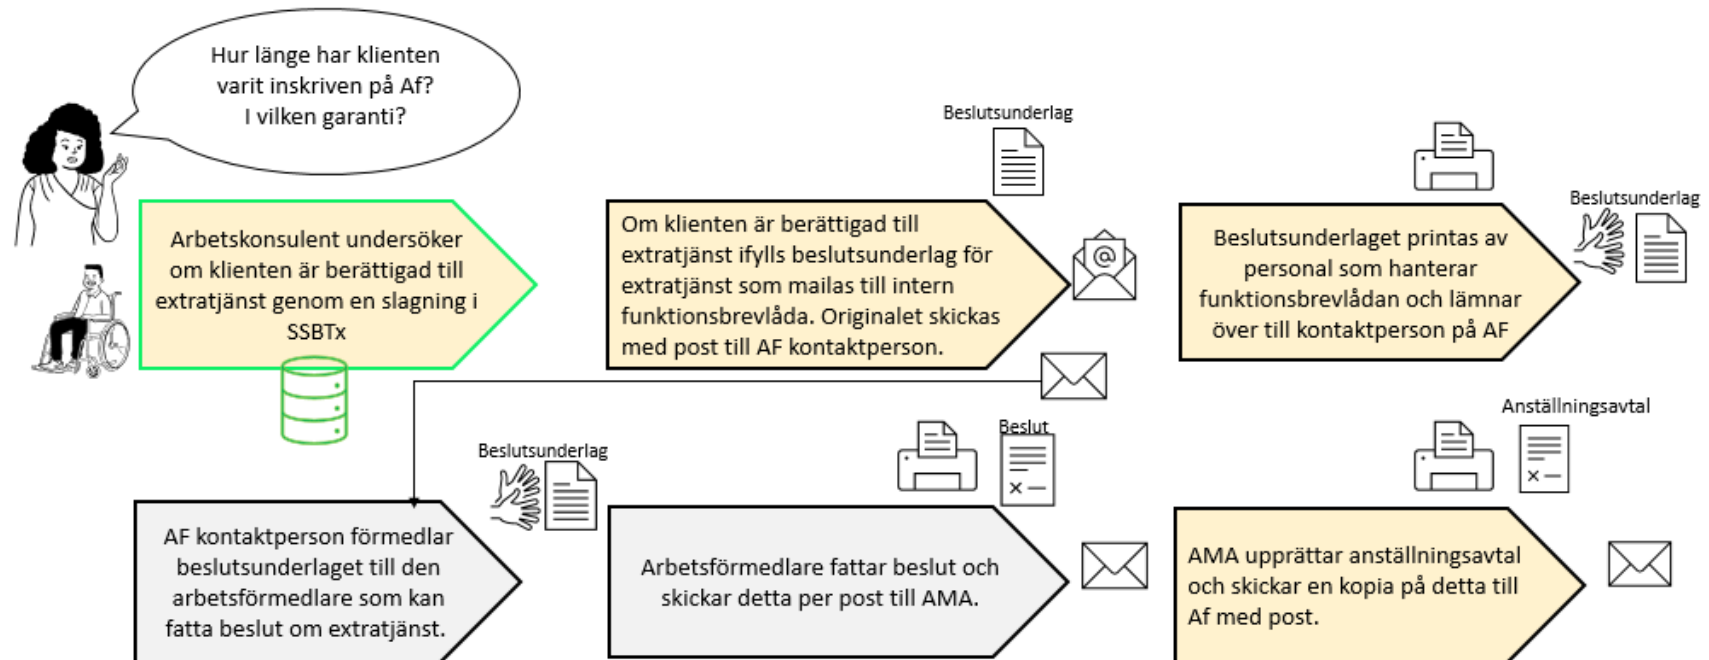 Hur länge har klienten
varit inskriven på Af?
I vilken garanti?
Arbetskonsulent undersöker
om klienten är berättigad till
extratjänst genom en slagning i
SSBTx
Beslutsunderlag
Om klienten är berättigad till
extratjänst ifylls beslutsunderlag för
extratjänst som mailas till intern
funktionsbrevlåda. Originalet skickas
med post till AF kontaktperson.
@
Beslutsunderlag
Beslutsunderlaget printas av
personal som hanterar
funktionsbrevlådan och lämnar
över till kontaktperson på AF
Beslutsunderlag
AF kontaktperson förmedlar
beslutsunderlaget till den
arbetsförmedlare som kan
fatta beslut om extratjänst.
Beslut
Arbetsförmedlare fattar beslut och
skickar detta per post till AMA.
Anställningsavtal
AMA upprättar anställningsavtal
och skickar en kopia på detta till
Af med post.